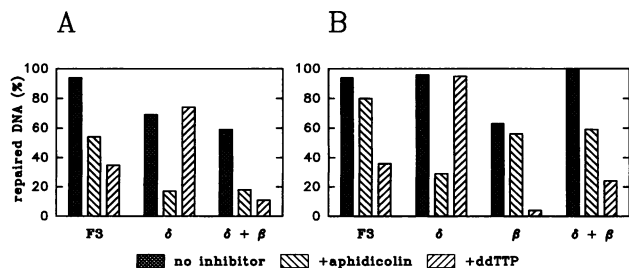 A
B
repaired DNA (%)
100
80
60
40
20
0
F3 δ δ + β
100
80
60
40
20
0
F3 δ β δ + β
no inhibitor +aphidicolin +ddTTP